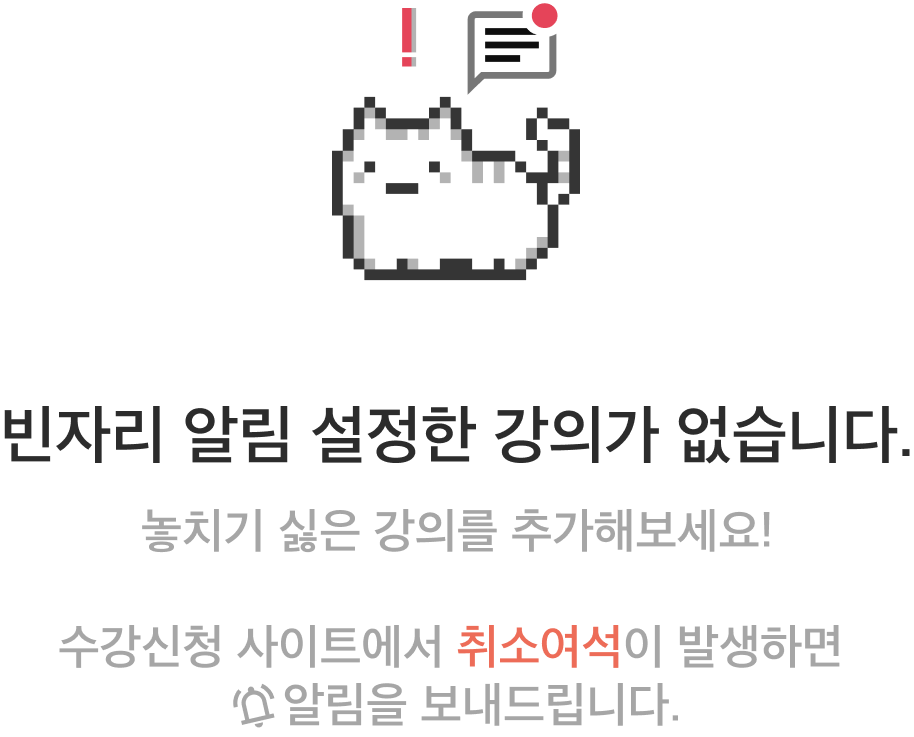 !
빈자리 알림 설정한 강의가 없습니다.
놓치기 싫은 강의를 추가해보세요!
수강신청 사이트에서 취소여석이 발생하면
알림을 보내드립니다.